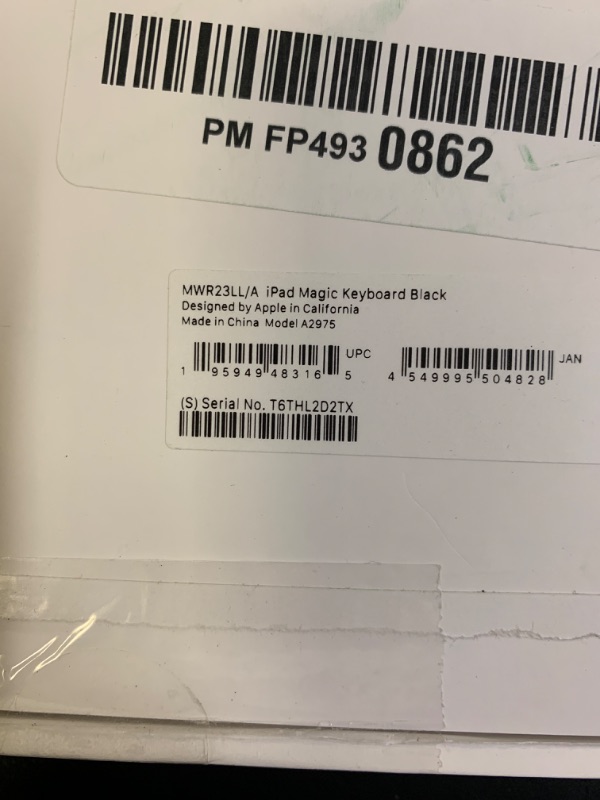 PM FP493 0862
MWR23LL/A iPad Magic Keyboard Black
Designed by Apple in California
Made in China Model A2975
UPC
1 95949 48316 5
JAN
4 549995 504828
(S) Serial No. T6THL2D2TX